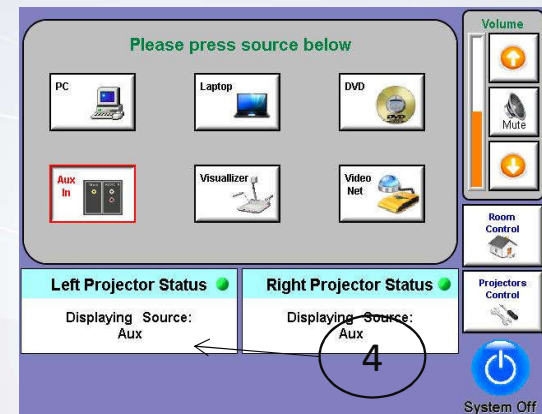 Volume
Please press source below
PC
Laptop
DVD
Mute
Aux
In
Visuallizer
Video
Net
Room
Control
Left Projector Status
Right Projector Status
Projectors
Control
Displaying Source:
Aux
Displaying Source:
Aux
4
System Off